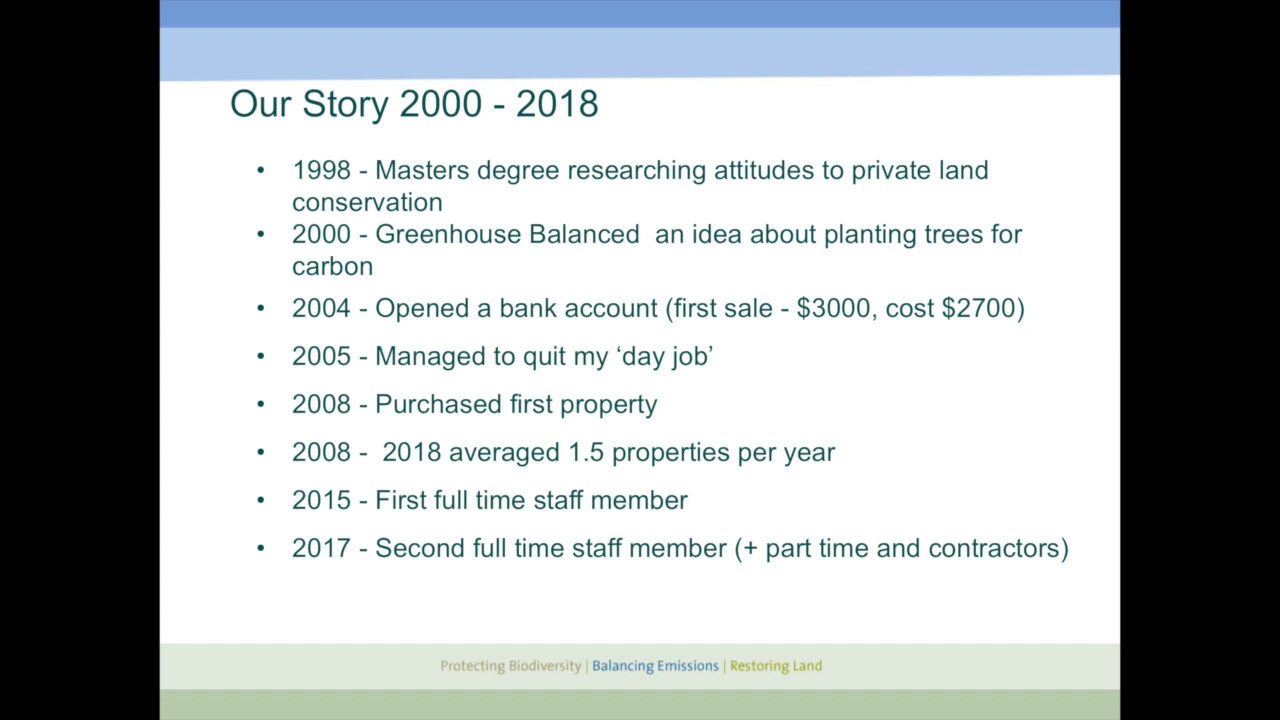 Our Story 2000 - 2018
• 1998 - Masters degree researching attitudes to private land
conservation
• 2000 - Greenhouse Balanced  an idea about planting trees for
carbon
• 2004 - Opened a bank account (first sale - $3000, cost $2700)
• 2005 - Managed to quit my ‘day job’
• 2008 - Purchased first property
• 2008 -  2018 averaged 1.5 properties per year
• 2015 - First full time staff member
• 2017 - Second full time staff member (+ part time and contractors)
Protecting Biodiversity | Balancing Emissions | Restoring Land